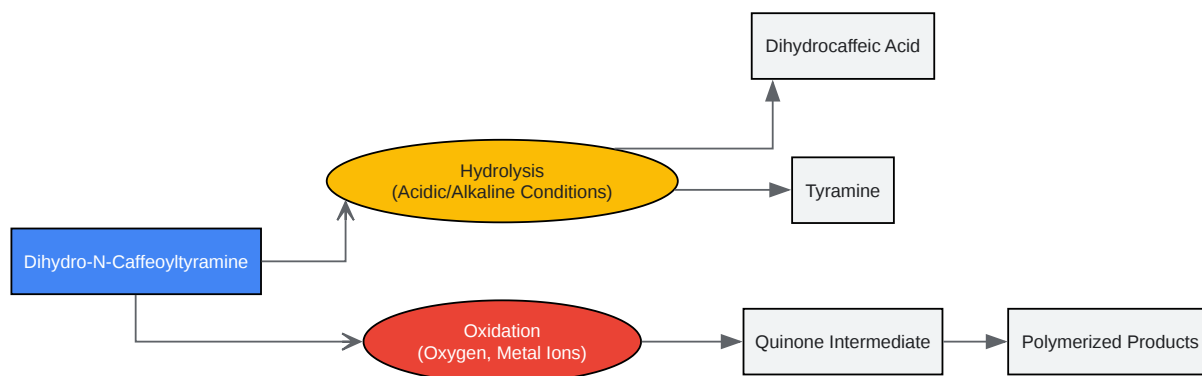 Dihydrocaffeic Acid
Hydrolysis
(Acidic/Alkaline Conditions)
Tyramine
Dihydro-N-Caffeoyltyramine
Oxidation
(Oxygen, Metal Ions)
Quinone Intermediate
Polymerized Products